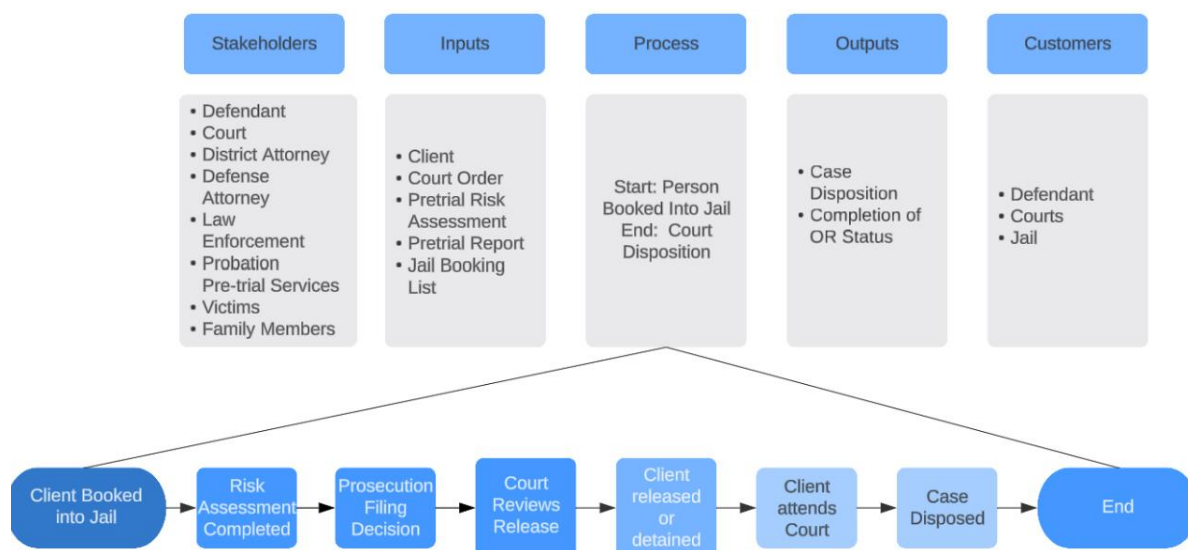 Stakeholders
Inputs
Process
Outputs
Customers
• Defendant
• Court
• District Attorney
• Defense
Attorney
• Law
Enforcement
• Probation
Pre-trial Services
• Victims
• Family Members
• Client
• Court Order
• Pretrial Risk
Assessment
• Pretrial Report
• Jail Booking
List
Start: Person
Booked Into Jail
End: Court
Disposition
• Case
Disposition
• Completion of
OR Status
• Defendant
• Courts
• Jail
Client Booked
into Jail
Risk
Assessment
Completed
Prosecution
Filing
Decision
Court
Reviews
Release
Client
released
or
detained
Client
attends
Court
Case
Disposed
End